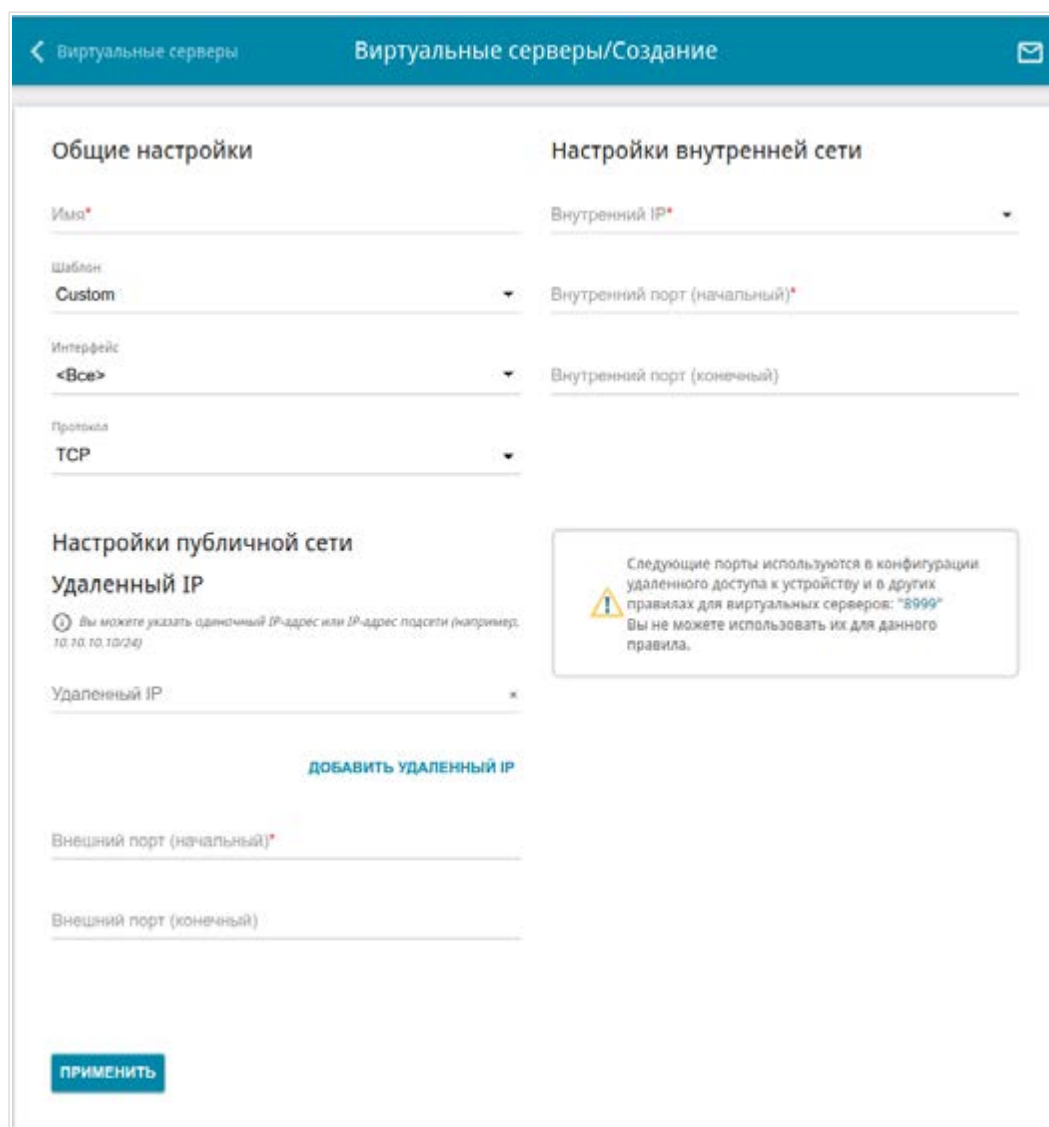 Виртуальные серверы
Виртуальные серверы/Создание
Общие настройки
Имя*
Шаблон
Custom
Интерфейс
<Все>
Протокол
TCP
Настройки внутренней сети
Внутренний IP*
Внутренний порт (начальный)*
Внутренний порт (конечный)
Настройки публичной сети
Удаленный IP
Вы можете указать одиночный IP-адрес или IP-адрес подсети (например,
10.10.10.10/24)
Удаленный IP
ДОБАВИТЬ УДАЛЕННЫЙ IP
Внешний порт (начальный)*
Внешний порт (конечный)
Следующие порты используются в конфигурации
удаленного доступа к устройству и в других
правилах для виртуальных серверов: "8999"
Вы не можете использовать их для данного
правила.
ПРИМЕНИТЬ